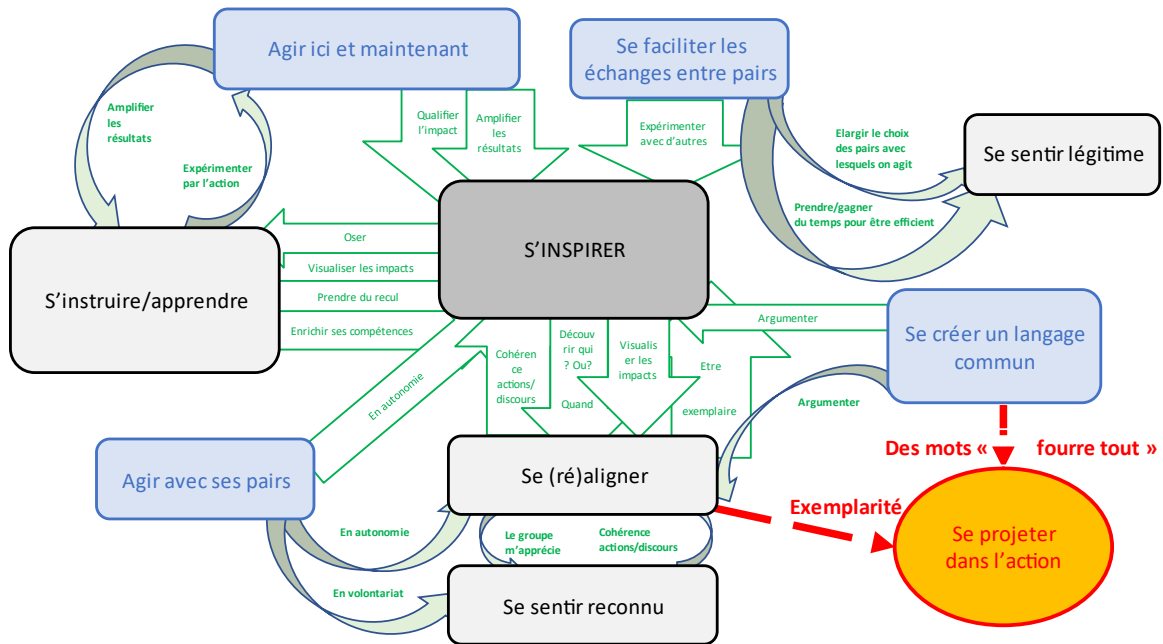 Agir ici et maintenant
Se faciliter les
échanges entre pairs
Amplifier
les
résultats
Expérimenter
par l'action
Qualifier
l'impact
Amplifier
les
résultats
Expérimenter
avec d'autres
Elargir le choix
des pairs avec
lesquels on agit
Se sentir légitime
Prendre/gagner
du temps pour être efficient
S'INSPIRER
Oser
Visualiser les impacts
Prendre du recul
Enrichir ses compétences
S'instruire/apprendre
Argumenter
Se créer un langage
commun
En autonomie
Cohéren
ce
actions/
discours
Découv
rir qui
? Ou?
Quand
Visualis
er les
impacts
Etre
exemplaire
Argumenter
Des mots « fourre tout »
Agir avec ses pairs
Se (ré)aligner
Exemplarité
Se projeter
dans l'action
En autonomie
Le groupe
m'apprécie
Cohérence
actions/discours
En volontariat
Se sentir reconnu